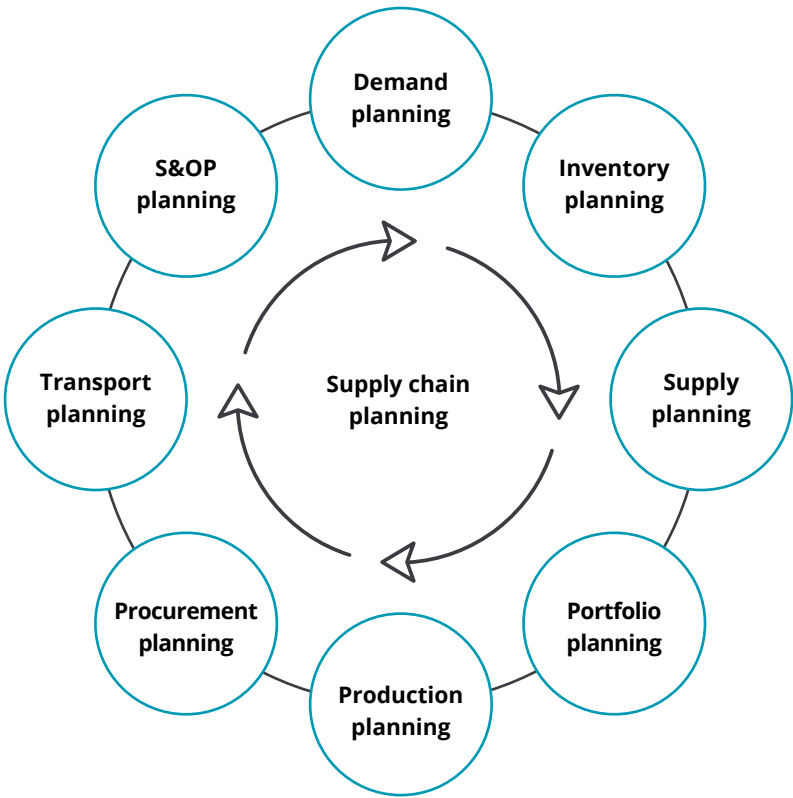 Demand
planning
Inventory
planning
Supply
planning
Portfolio
planning
Production
planning
Procurement
planning
Transport
planning
S&OP
planning
Supply chain
planning